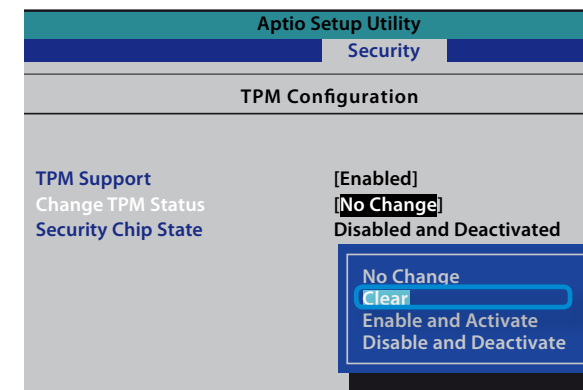 Aptio Setup Utility
Security
TPM Configuration
TPM Support [Enabled]
Change TPM Status [No Change]
Security Chip State Disabled and Deactivated
No Change
Clear
Enable and Activate
Disable and Deactivate